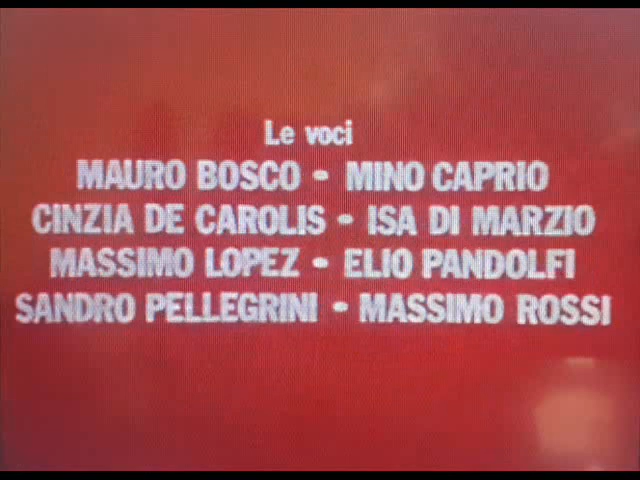 Le voci
MAURO BOSCO - MINO CAPRIO
CINZIA DE CAROLIS - ISA DI MARZIO
MASSIMO LOPEZ - ELIO PANDOLFI
SANDRO PELLEGRINI - MASSIMO ROSSI